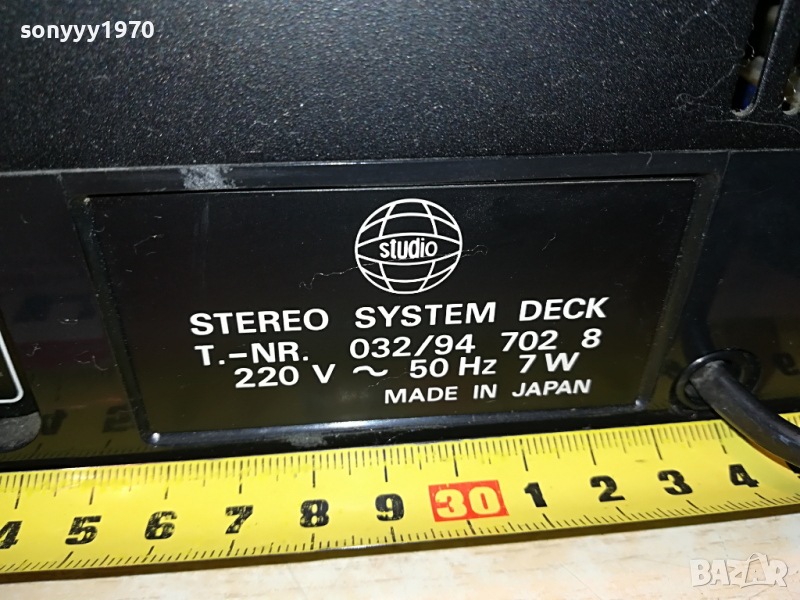 sonyyy1970
studio
STEREO SYSTEM DECK
T.-NR. 032/94 702 8
220 V ~ 50 Hz 7 W
MADE IN JAPAN
4 5 6 7 8 9 30 1 2 3 4
BAZAR